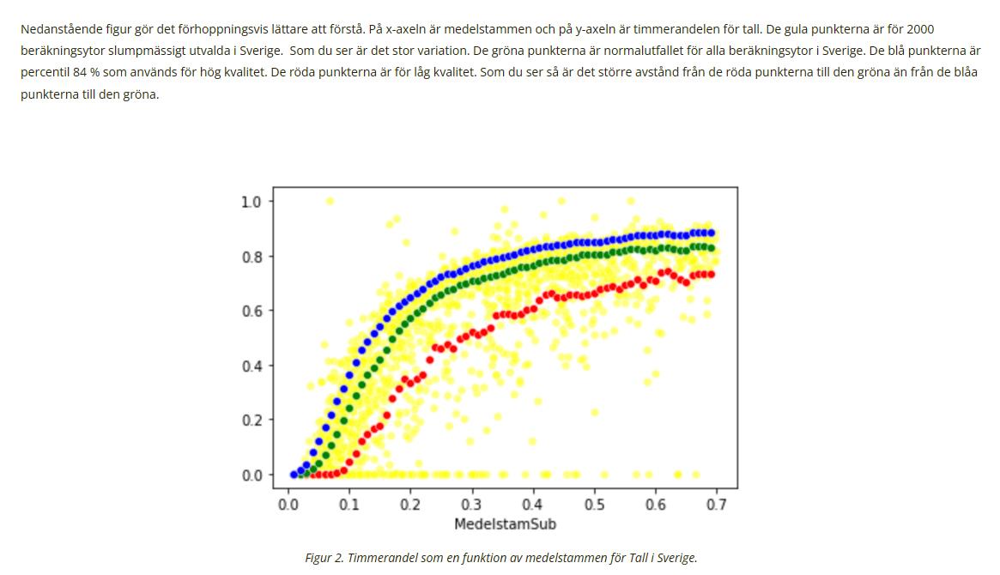 Nedanstående figur gör det förhoppningsvis lättare att förstå. På x-axeln är medelstammen och på y-axeln är timmerandelen för tall. De gula punkterna är för 2000
beräkningsytor slumpmässigt utvalda i Sverige.  Som du ser är det stor variation. De gröna punkterna är normalutfallet för alla beräkningsytor i Sverige. De blå punkterna är
percentil 84 % som används för hög kvalitet. De röda punkterna är för låg kvalitet. Som du ser så är det större avstånd från de röda punkterna till den gröna än från de blåa
punkterna till den gröna.
1.0
0.8
0.6
0.4
0.2
0.0
0.0 0.1 0.2 0.3 0.4 0.5 0.6 0.7
MedelstamSub
Figur 2. Timmerandel som en funktion av medelstammen för Tall i Sverige.